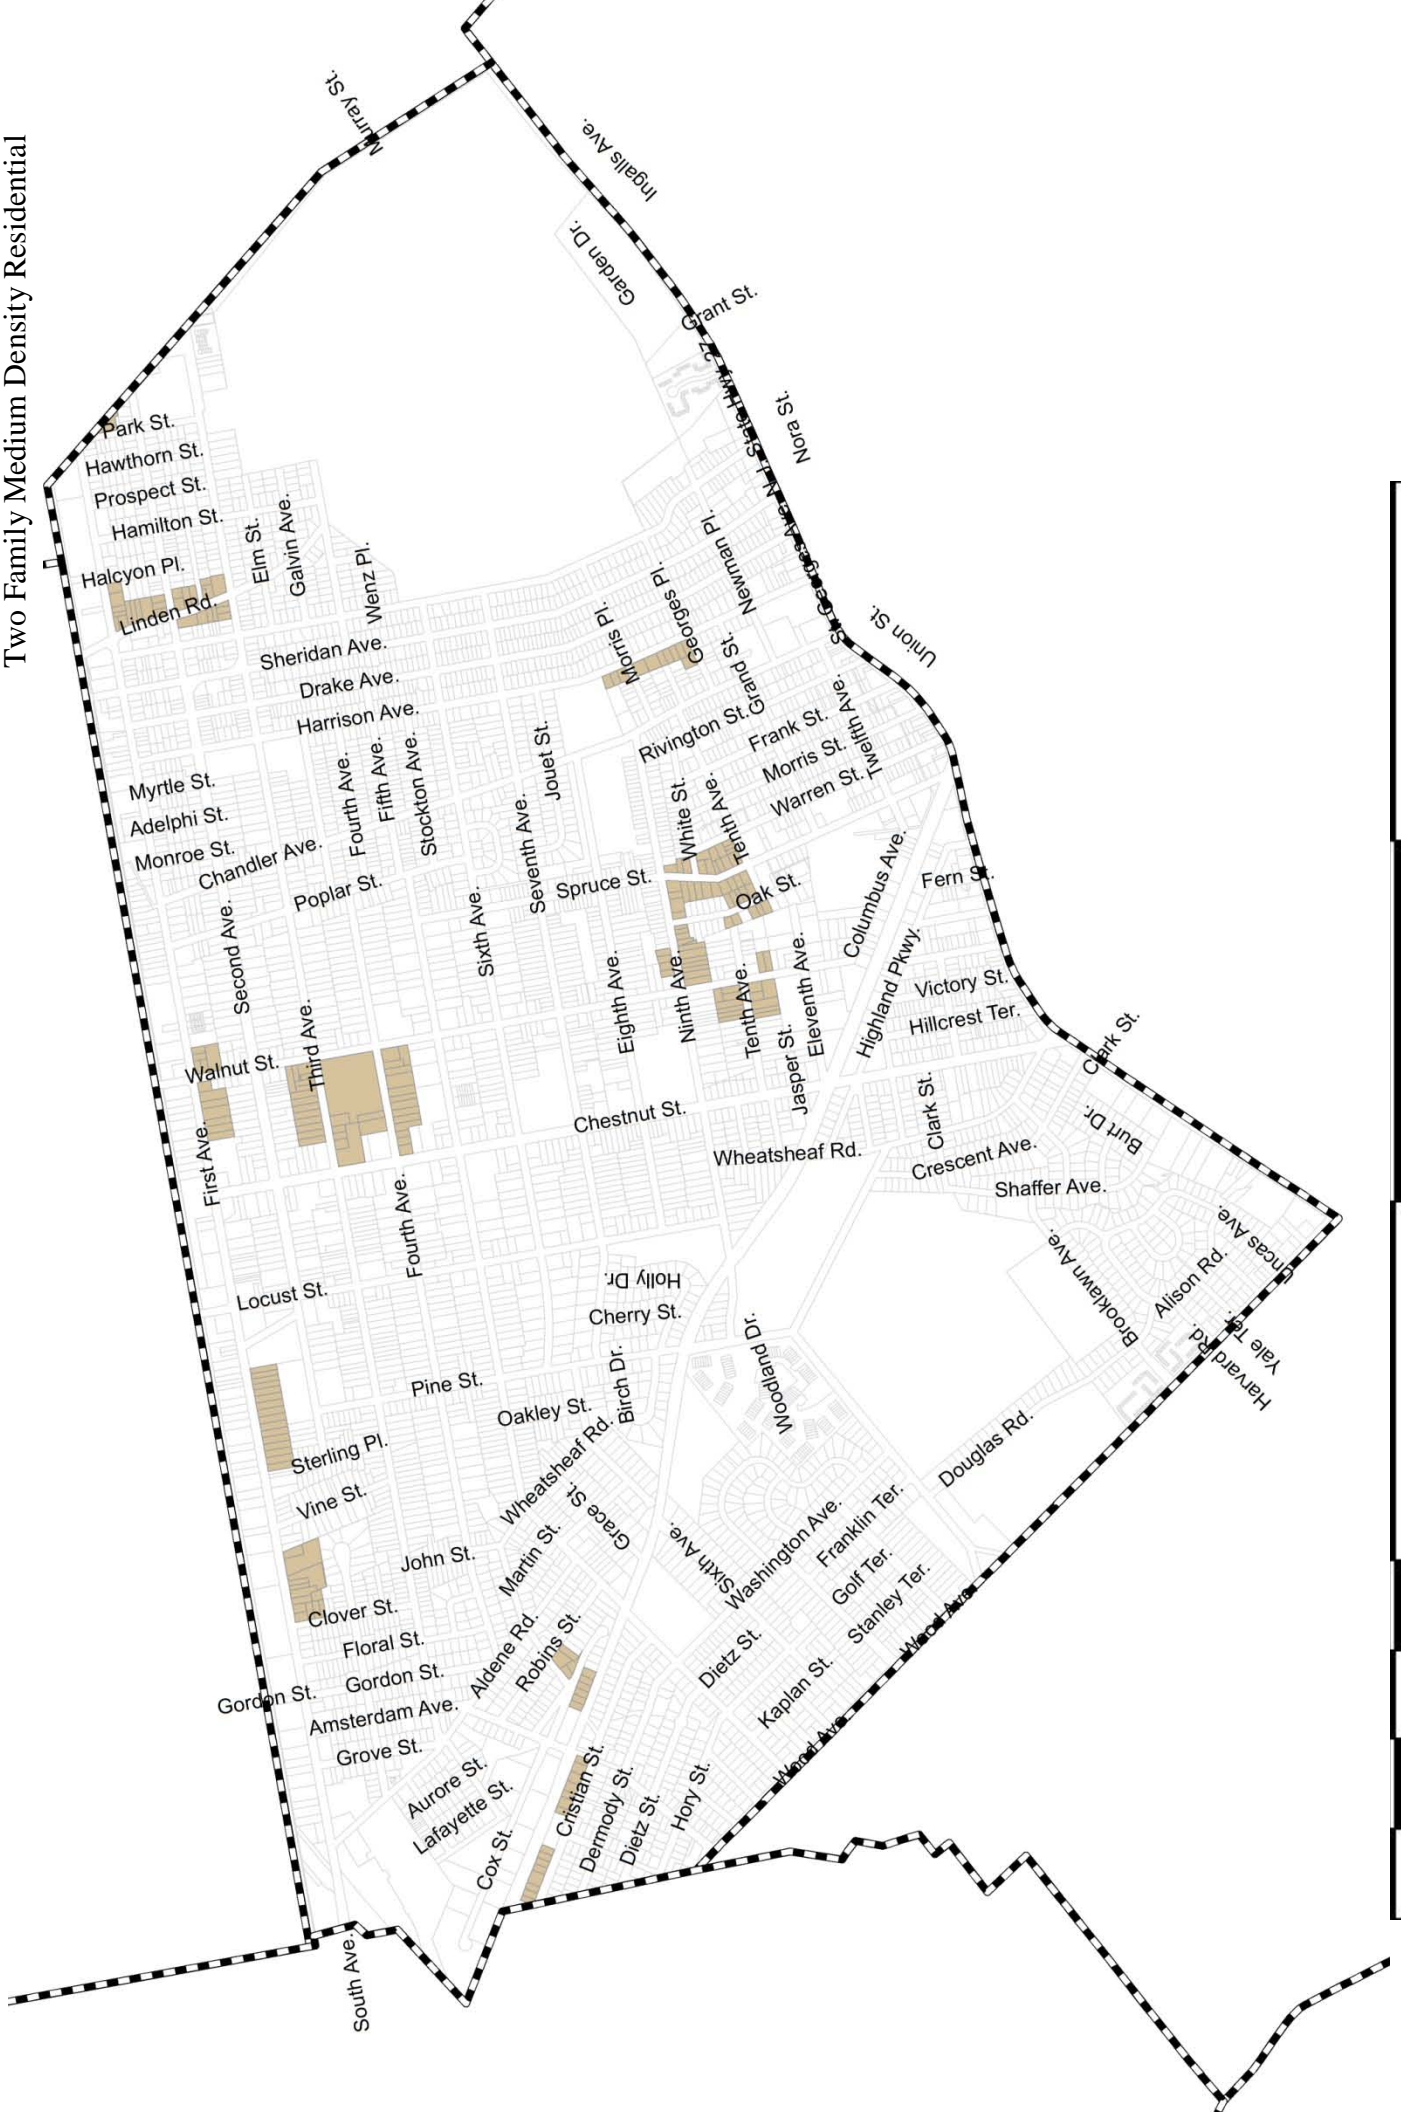 Two Family Medium Density Residential
Murray St.
Ingalls Ave.
Garden Dr.
Grant St.
Park St.
Hawthorn St.
Prospect St.
Hamilton St.
Halcyon Pl.
Linden Rd.
Elm St.
Galvin Ave.
Wenz Pl.
Nora St.
St. Georges Ave N.J. State Hwy. 27
Newman Pl.
Georges Pl.
Morris Pl.
Union St
Sheridan Ave.
Drake Ave.
Harrison Ave.
Grand St.
Rivington St.
Frank St.
Morris St.
Warren St.
Twelfth Ave.
Jouet St.
Myrtle St.
Adelphi St.
Monroe St.
Chandler Ave.
Fourth Ave.
Fifth Ave.
Stockton Ave.
Poplar St.
Seventh Ave.
Spruce St.
White St.
Tenth Ave.
Oak St.
Columbus Ave.
Fern St.
Second Ave.
Sixth Ave.
Eighth Ave.
Ninth Ave.
Tenth Ave.
Eleventh Ave.
Highland Pkwy.
Victory St.
Hillcrest Ter.
Walnut St.
Third Ave.
Jasper St.
Clark St.
Clark St.
Chestnut St.
Burt Dr.
First Ave.
Fourth Ave.
Wheatsheaf Rd.
Crescent Ave.
Shaffer Ave.
Uncas Ave.
Alison Rd.
Brooklawn Ave.
Yale Ter.
Harvard Rd.
Holly Dr.
Cherry St.
Locust St.
Birch Dr.
Woodland Dr.
Pine St.
Oakley St.
Wheatsheaf Rd.
Sterling Pl.
Vine St.
Douglas Rd.
Grace St.
Martin St.
John St.
Sixth Ave.
Washington Ave.
Franklin Ter.
Golf Ter.
Stanley Ter.
Wood Ave.
Clover St.
Floral St.
Gordon St.
Gordon St.
Amsterdam Ave.
Grove St.
Aldene Rd.
Robins St.
Dietz St.
Kaplan St.
Wood Ave.
Aurore St.
Lafayette St.
Cox St.
Cristian St.
Dermody St.
Dietz St.
Hory St.
South Ave.